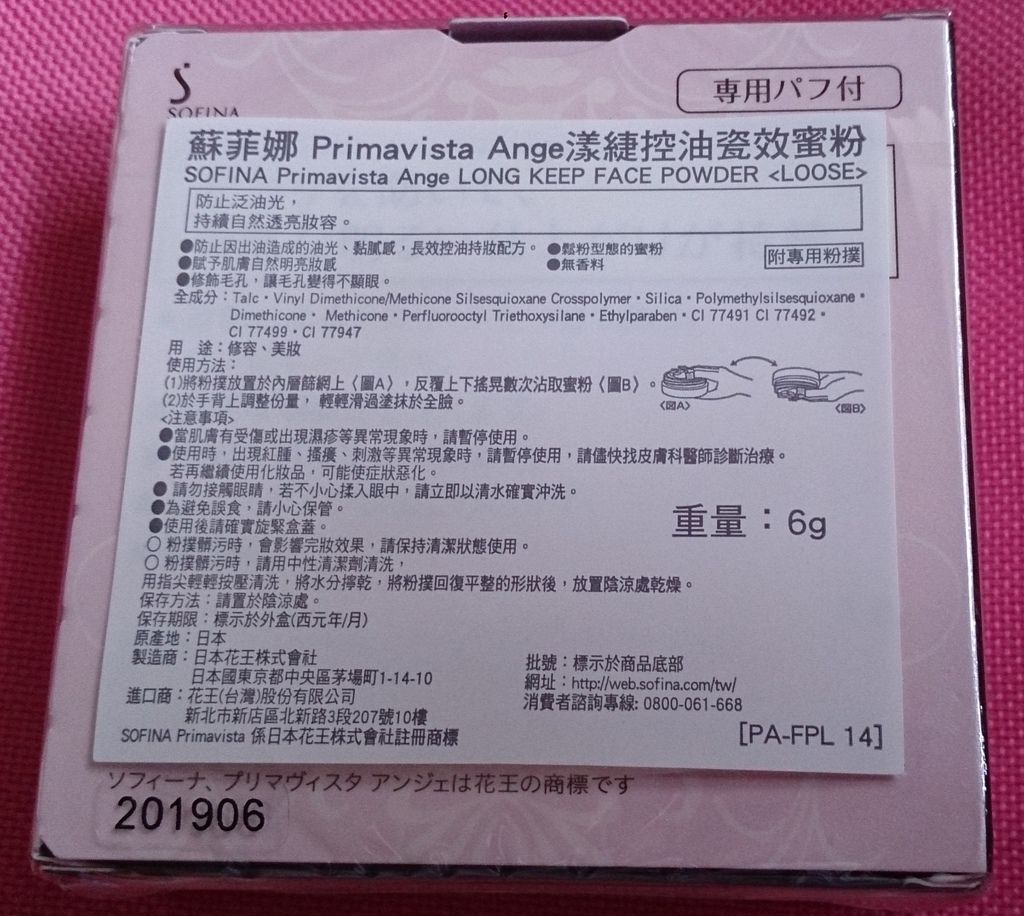 SOFINA
専用パフ付
蘇菲娜 Primavista Ange漾緁控油瓷效蜜粉
SOFINA Primavista Ange LONG KEEP FACE POWDER <LOOSE>
防止泛油光，
持續自然透亮妝容。
●防止因出油造成的油光、黏膩感，長效控油持妝配方。 ●鬆粉型態的蜜粉
●賦予肌膚自然明亮妝感 ●無香料
附專用粉撲
●修飾毛孔，讓毛孔變得不顯眼。
全成分：Talc・Vinyl Dimethicone/Methicone Silsesquioxane Crosspolymer・Silica・Polymethylsilsesquioxane・
Dimethicone・ Methicone・Perfluorooctyl Triethoxysilane・Ethylparaben・CI 77491 CI 77492・
CI 77499・CI 77947
用 途：修容、美妝
使用方法：
(1)將粉撲放置於內層篩網上〈圖A〉，反覆上下搖晃數次沾取蜜粉〈圖B〉。
(2)於手背上調整份量， 輕輕滑過塗抹於全臉。
〈図A〉 〈図B〉
<注意事項>
●當肌膚有受傷或出現濕疹等異常現象時，請暫停使用。
●使用時，出現紅腫、搔癢、刺激等異常現象時，請暫停使用，請儘快找皮膚科醫師診斷治療。
若再繼續使用化妝品，可能使症狀惡化。
● 請勿接觸眼睛，若不小心揉入眼中，請立即以清水確實沖洗。
●為避免誤食，請小心保管。
●使用後請確實旋緊盒蓋。
重量：6g
○ 粉撲髒污時，會影響完妝效果，請保持清潔狀態使用。
○ 粉撲髒污時，請用中性清潔劑清洗，
用指尖輕輕按壓清洗，將水分擰乾，將粉撲回復平整的形狀後，放置陰涼處乾燥。
保存方法：請置於陰涼處。
保存期限：標示於外盒(西元年/月)
原產地：日本
製造商：日本花王株式會社
日本國東京都中央區茅場町1-14-10
進口商：花王(台灣)股份有限公司
新北市新店區北新路3段207號10樓
SOFINA Primavista 係日本花王株式會社註冊商標
批號：標示於商品底部
網址：http://web.sofina.com/tw/
消費者諮詢專線: 0800-061-668
[PA-FPL 14]
ソフィーナ、プリマヴィスタ アンジェは花王の商標です
201906